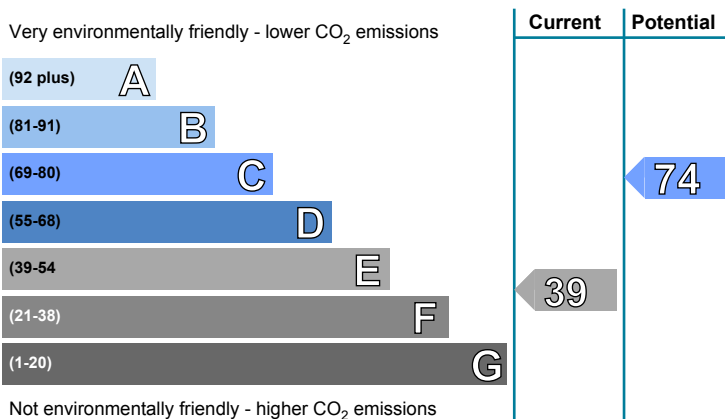 Very environmentally friendly - lower CO₂ emissions
Current
Potential
(92 plus) A
(81-91) B
(69-80) C
74
(55-68) D
(39-54 E
39
(21-38) F
(1-20) G
Not environmentally friendly - higher CO₂ emissions